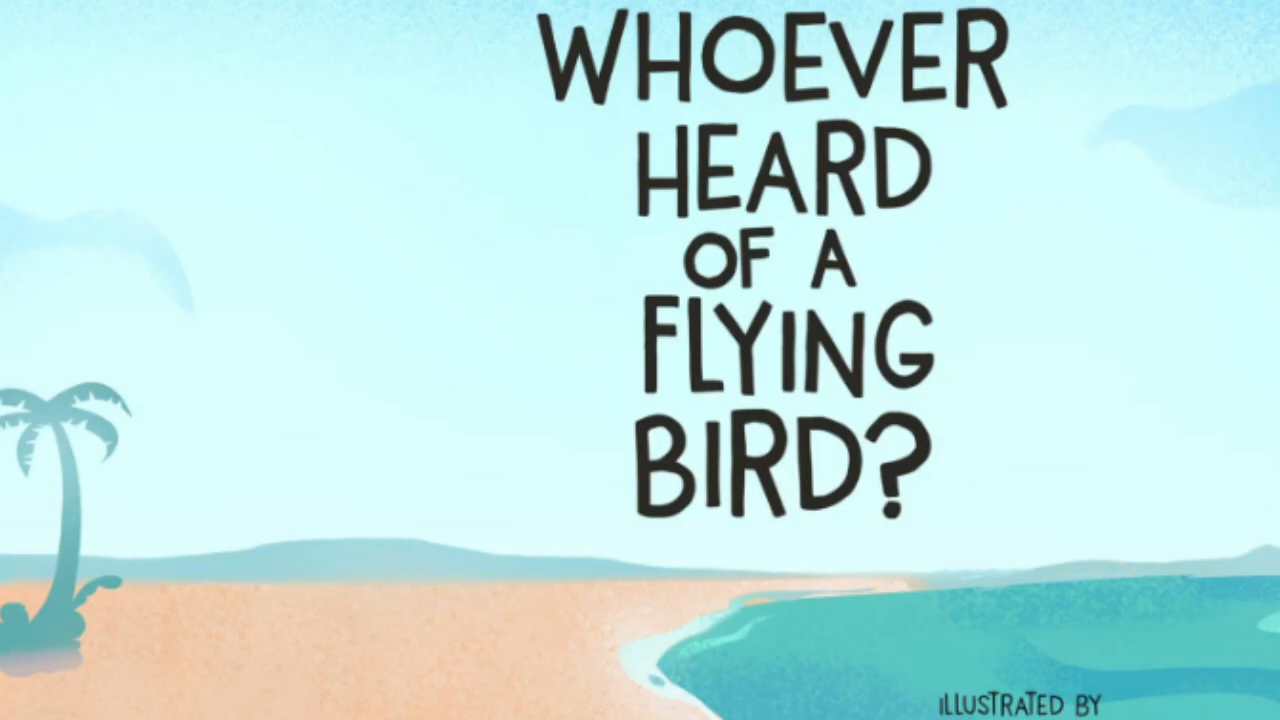 WHOEVER
HEARD
OF A
FLYING
BIRD?
ILLUSTRATED BY